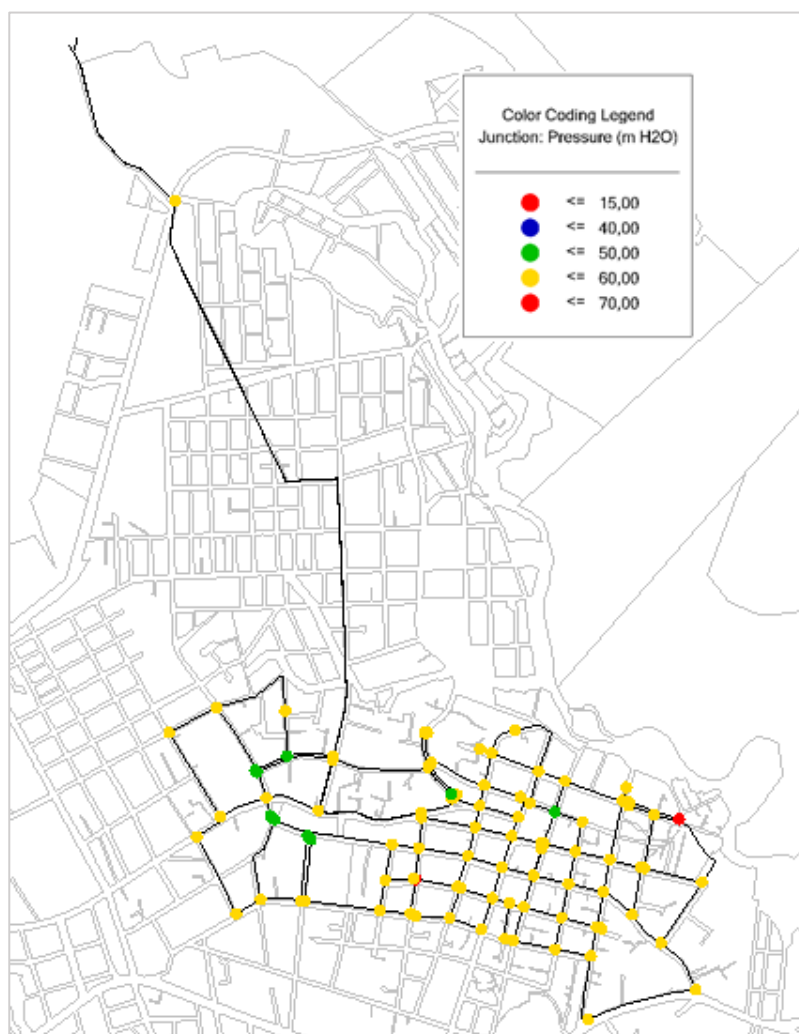 Color Coding Legend
Junction: Pressure (m H2O)
<= 15,00
<= 40,00
<= 50,00
<= 60,00
<= 70,00